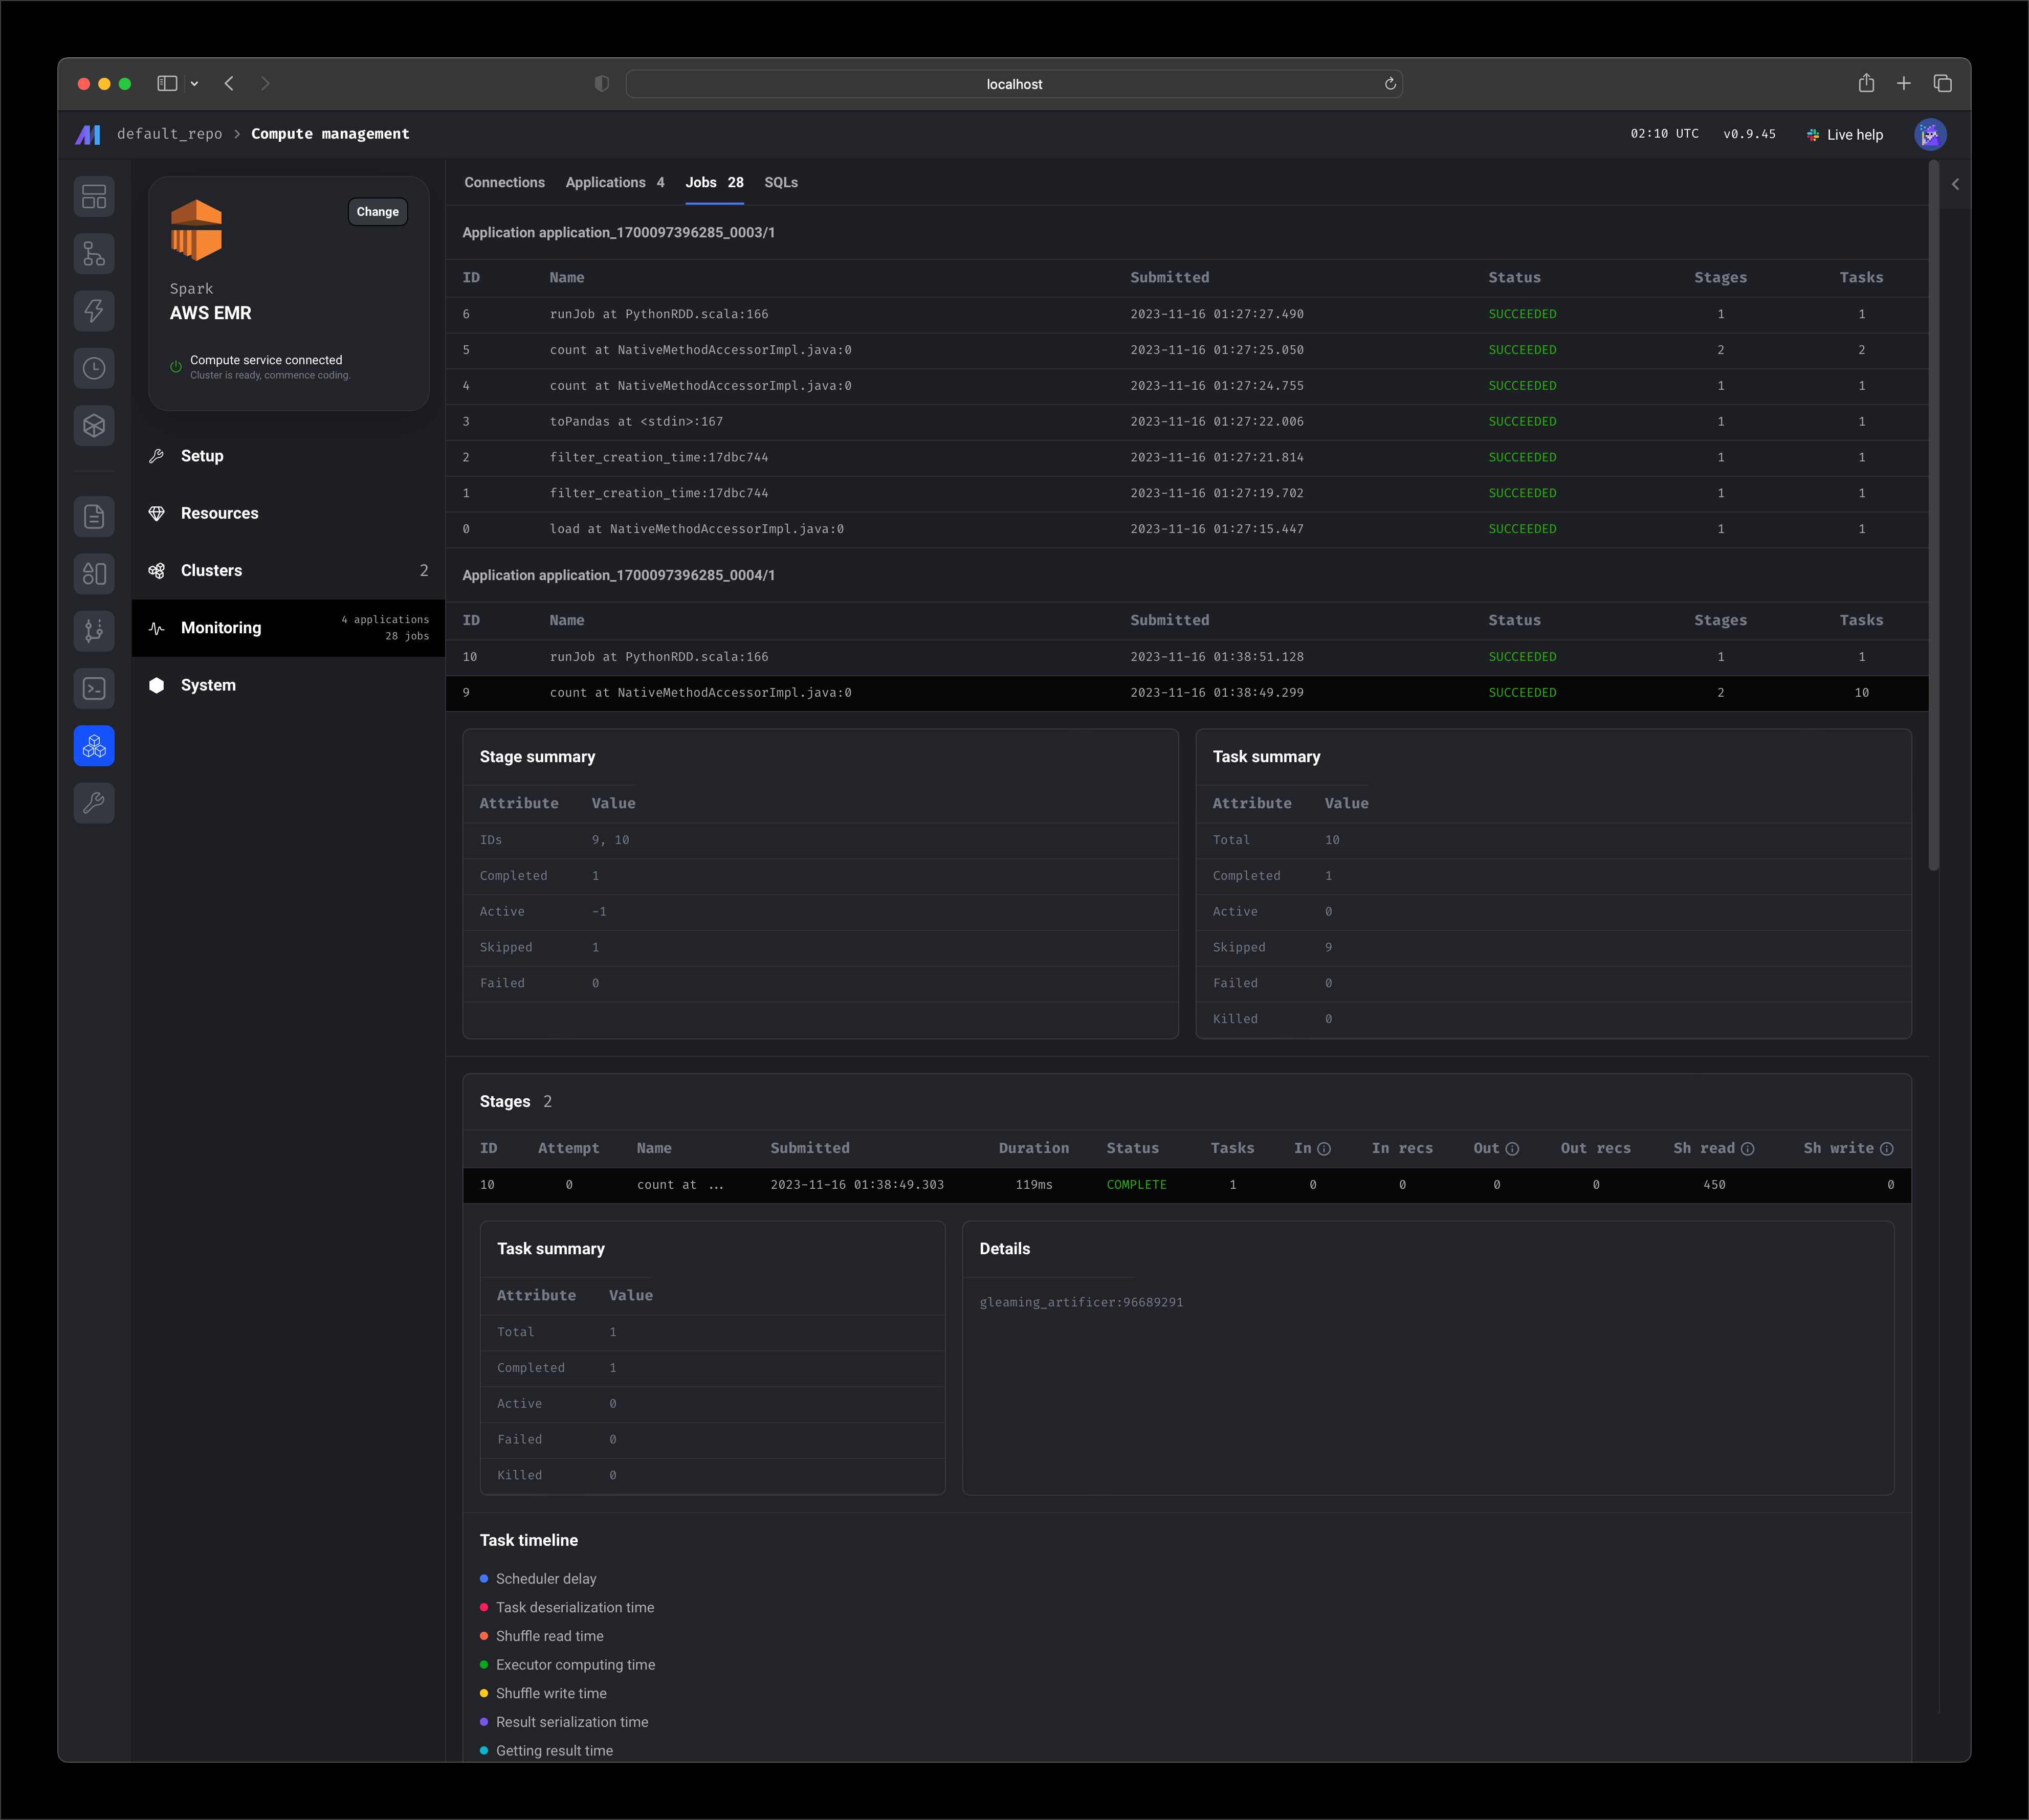 localhost
default_repo > Compute management
02:10 UTC v0.9.45 Live help
Change
Spark
AWS EMR
Compute service connected
Cluster is ready, commence coding.
Setup
Resources
Clusters 2
Monitoring 4 applications 28 jobs
System
Connections Applications 4 Jobs 28 SQLs
Application application_1700097396285_0003/1
ID Name Submitted Status Stages Tasks
6 runJob at PythonRDD.scala:166 2023-11-16 01:27:27.490 SUCCEEDED 1 1
5 count at NativeMethodAccessorImpl.java:0 2023-11-16 01:27:25.050 SUCCEEDED 2 2
4 count at NativeMethodAccessorImpl.java:0 2023-11-16 01:27:24.755 SUCCEEDED 1 1
3 toPandas at <stdin>:167 2023-11-16 01:27:22.006 SUCCEEDED 1 1
2 filter_creation_time:17dbc744 2023-11-16 01:27:21.814 SUCCEEDED 1 1
1 filter_creation_time:17dbc744 2023-11-16 01:27:19.702 SUCCEEDED 1 1
0 load at NativeMethodAccessorImpl.java:0 2023-11-16 01:27:15.447 SUCCEEDED 1 1
Application application_1700097396285_0004/1
ID Name Submitted Status Stages Tasks
10 runJob at PythonRDD.scala:166 2023-11-16 01:38:51.128 SUCCEEDED 1 1
9 count at NativeMethodAccessorImpl.java:0 2023-11-16 01:38:49.299 SUCCEEDED 2 10
Stage summary
Attribute Value
IDs 9, 10
Completed 1
Active -1
Skipped 1
Failed 0
Task summary
Attribute Value
Total 10
Completed 1
Active 0
Skipped 9
Failed 0
Killed 0
Stages 2
ID Attempt Name Submitted Duration Status Tasks In In recs Out Out recs Sh read Sh write
10 0 count at ... 2023-11-16 01:38:49.303 119ms COMPLETE 1 0 0 0 0 450 0
Task summary
Attribute Value
Total 1
Completed 1
Active 0
Failed 0
Killed 0
Details
gleaming_artificer:96689291
Task timeline
Scheduler delay
Task deserialization time
Shuffle read time
Executor computing time
Shuffle write time
Result serialization time
Getting result time